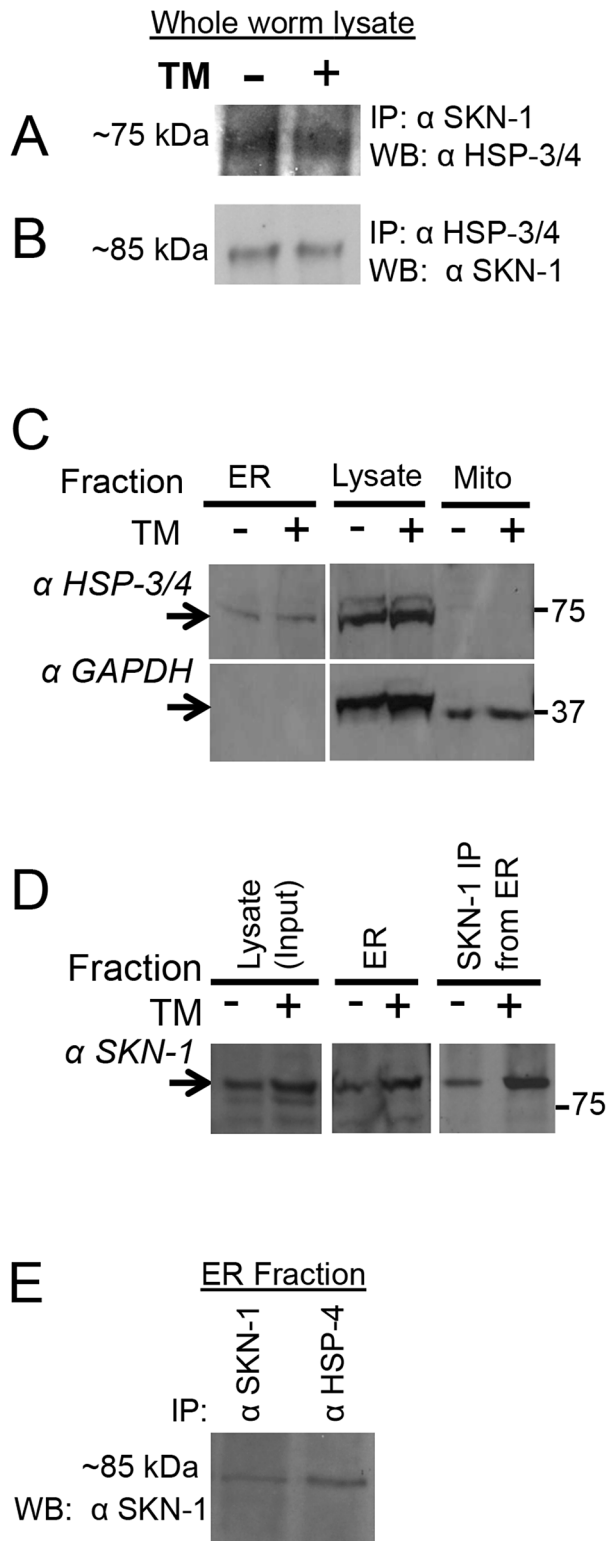 Whole worm lysate
TM - +
A
~75 kDa
IP: α SKN-1
WB: α HSP-3/4
B
~85 kDa
IP: α HSP-3/4
WB: α SKN-1
C
Fraction ER Lysate Mito
TM - + - + - +
α HSP-3/4
-75
α GAPDH
-37
D
Fraction
Lysate
(Input)
ER
SKN-1 IP
from ER
TM - + - + - +
α SKN-1
-75
E
ER Fraction
IP: α SKN-1 α HSP-4
~85 kDa
WB: α SKN-1